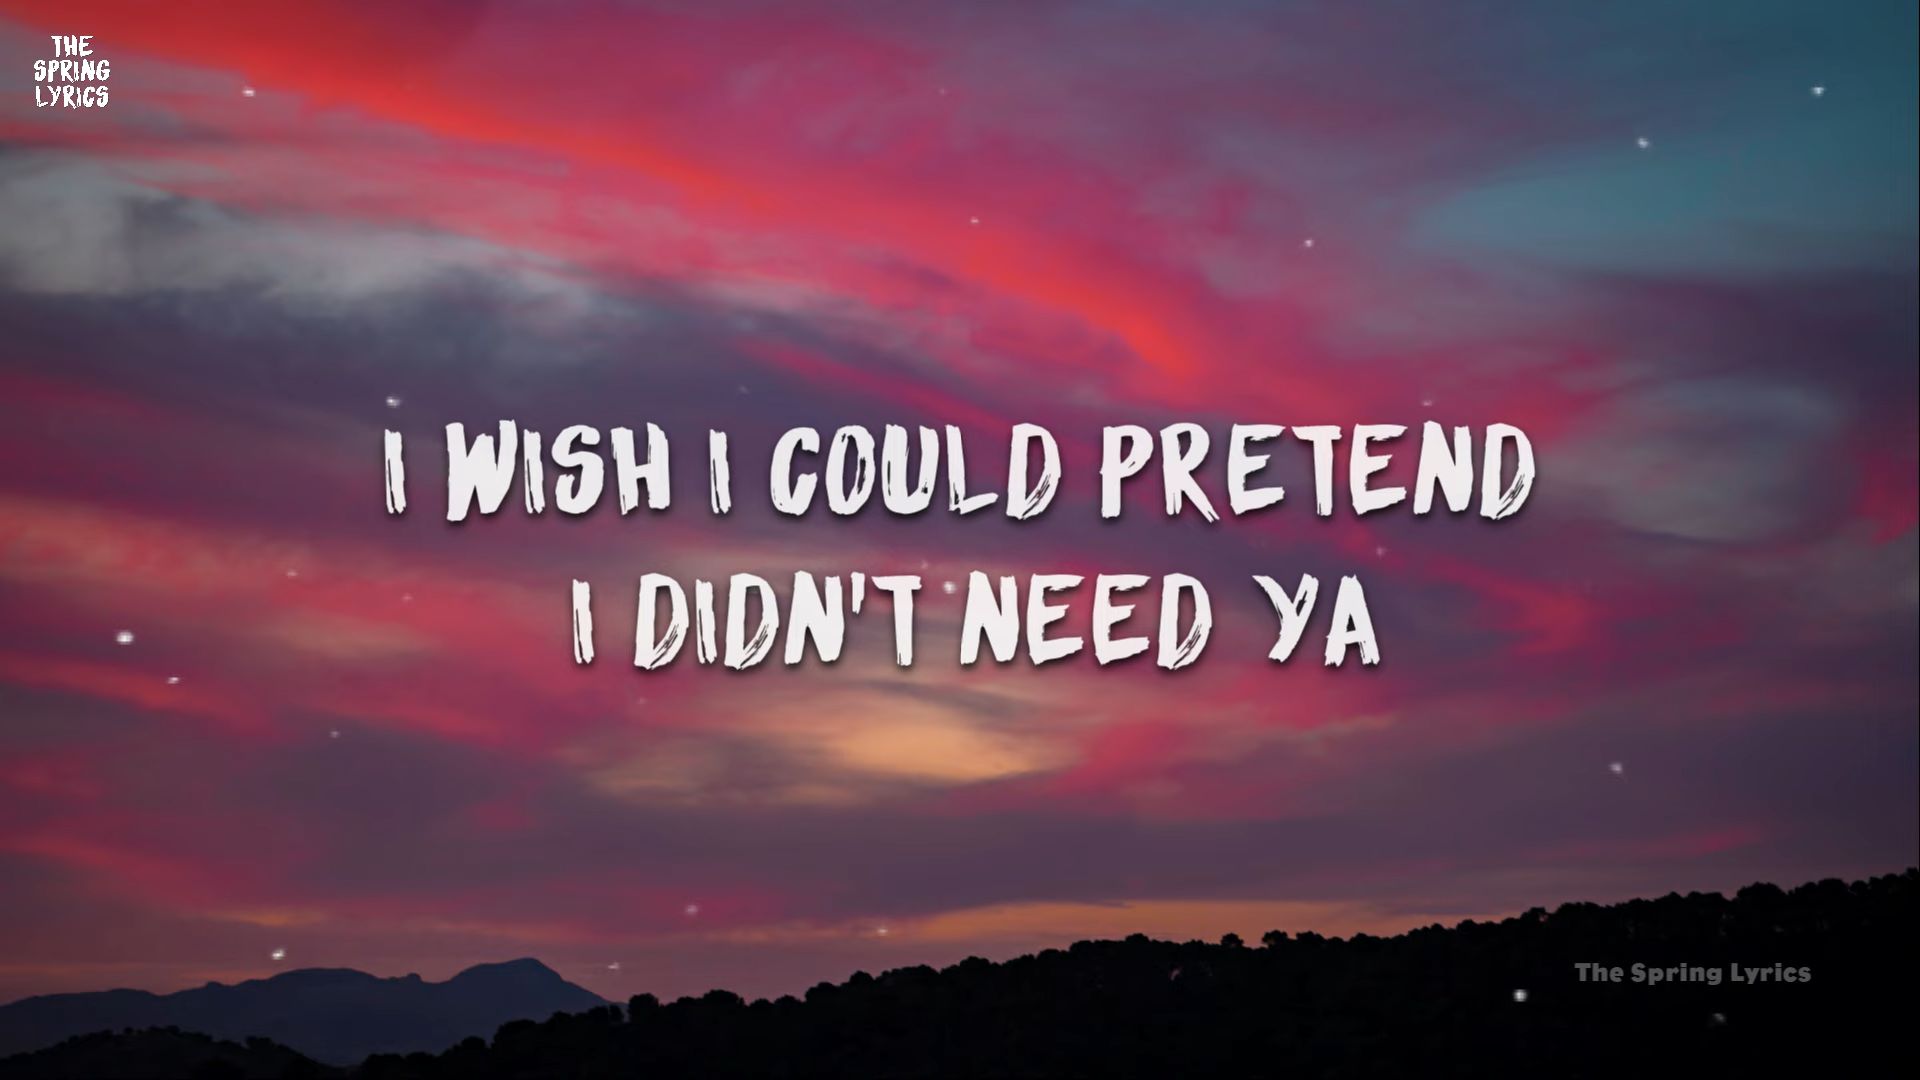 THE
SPRING
LYRICS
I WISH I COULD PRETEND
I DIDN'T NEED YA
The Spring Lyrics